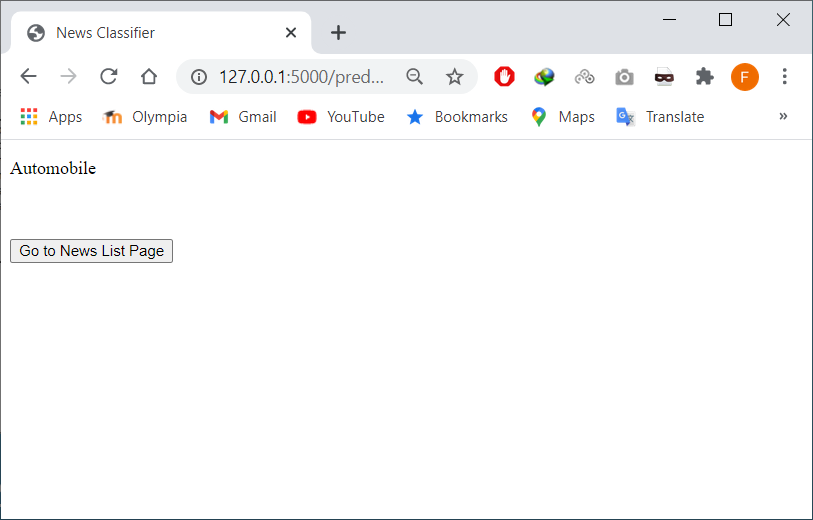 News Classifier
127.0.0.1:5000/pred...
F
Apps Olympia Gmail YouTube Bookmarks Maps Translate »
Automobile
Go to News List Page